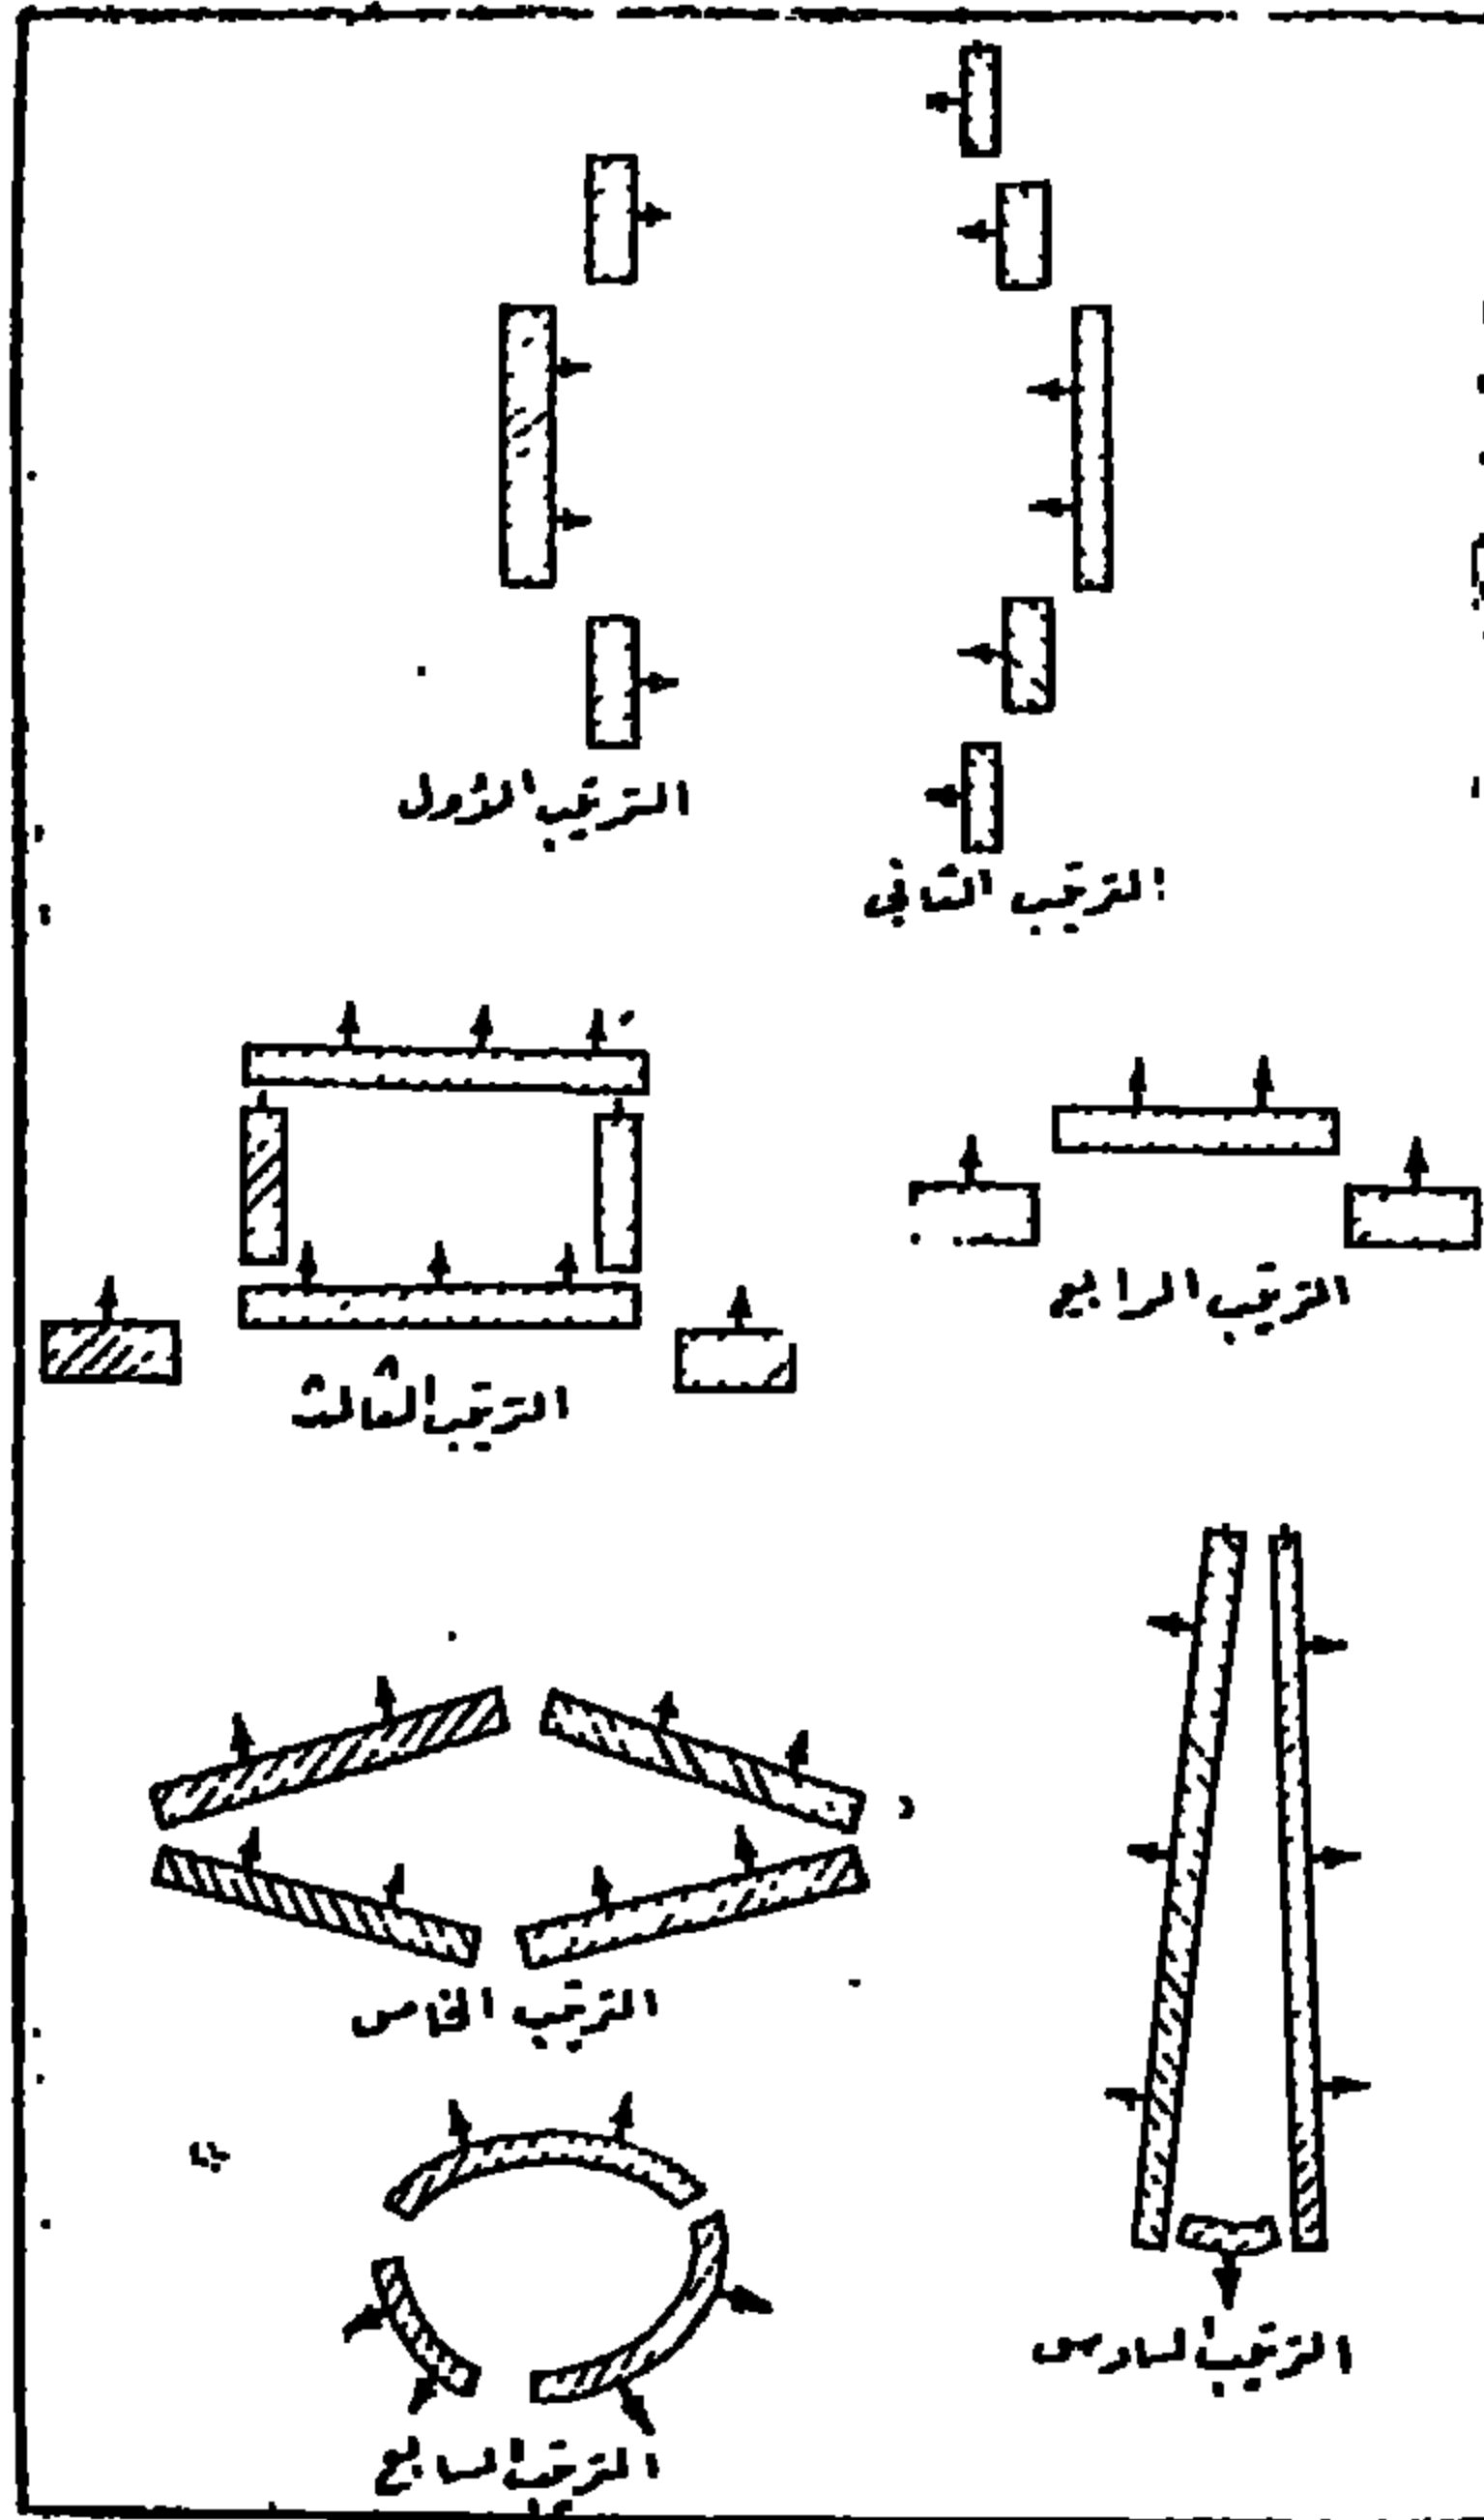 الترتيب الأول
الترتيب الثاني
الترتيب الثالث
الترتيب الرابع
الترتيب الخامس
الترتيب السادس
الترتيب السابع